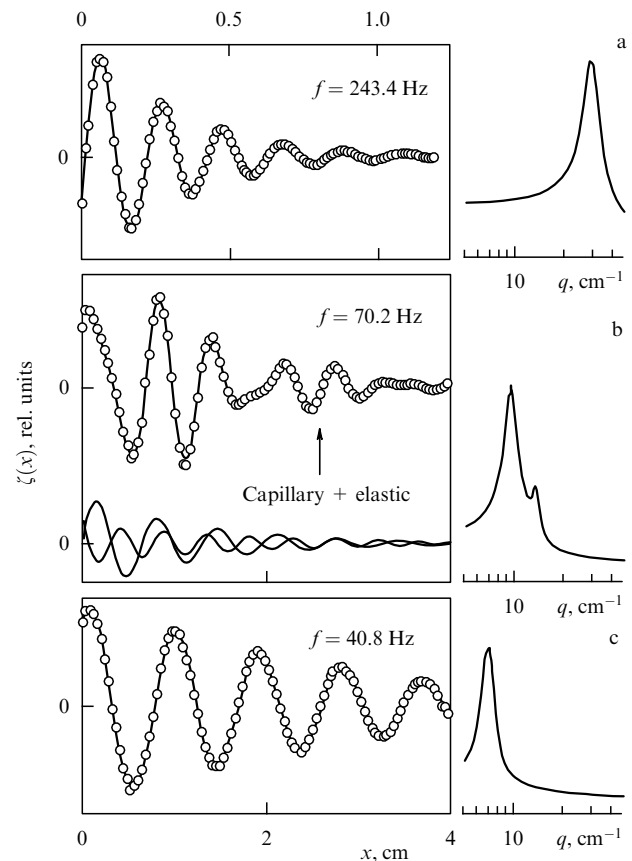 0 0.5 1.0
a
f = 243.4 Hz
0
10 q, cm−1
b
f = 70.2 Hz
0
Capillary + elastic
0
ζ(x), rel. units
10 q, cm−1
c
f = 40.8 Hz
0
0 2 x, cm 4
10 q, cm−1